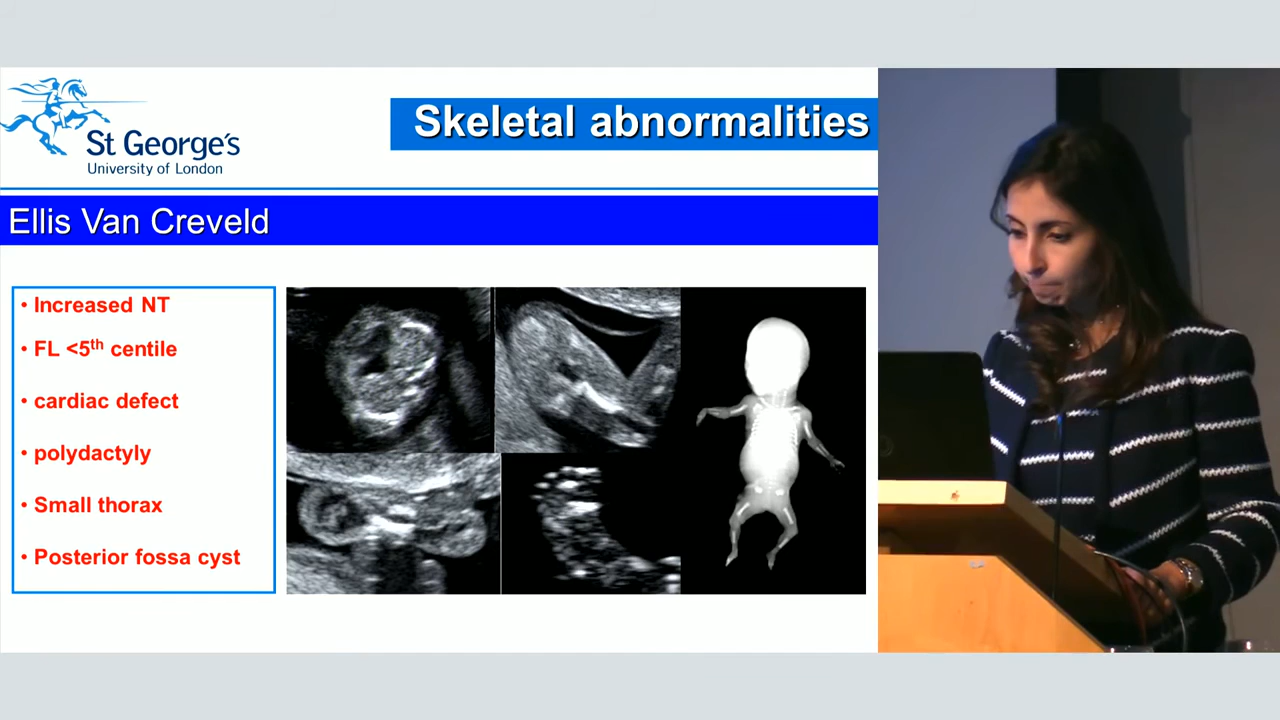 St George's
University of London
Skeletal abnormalities
Ellis Van Creveld
• Increased NT
• FL <5th centile
• cardiac defect
• polydactyly
• Small thorax
• Posterior fossa cyst